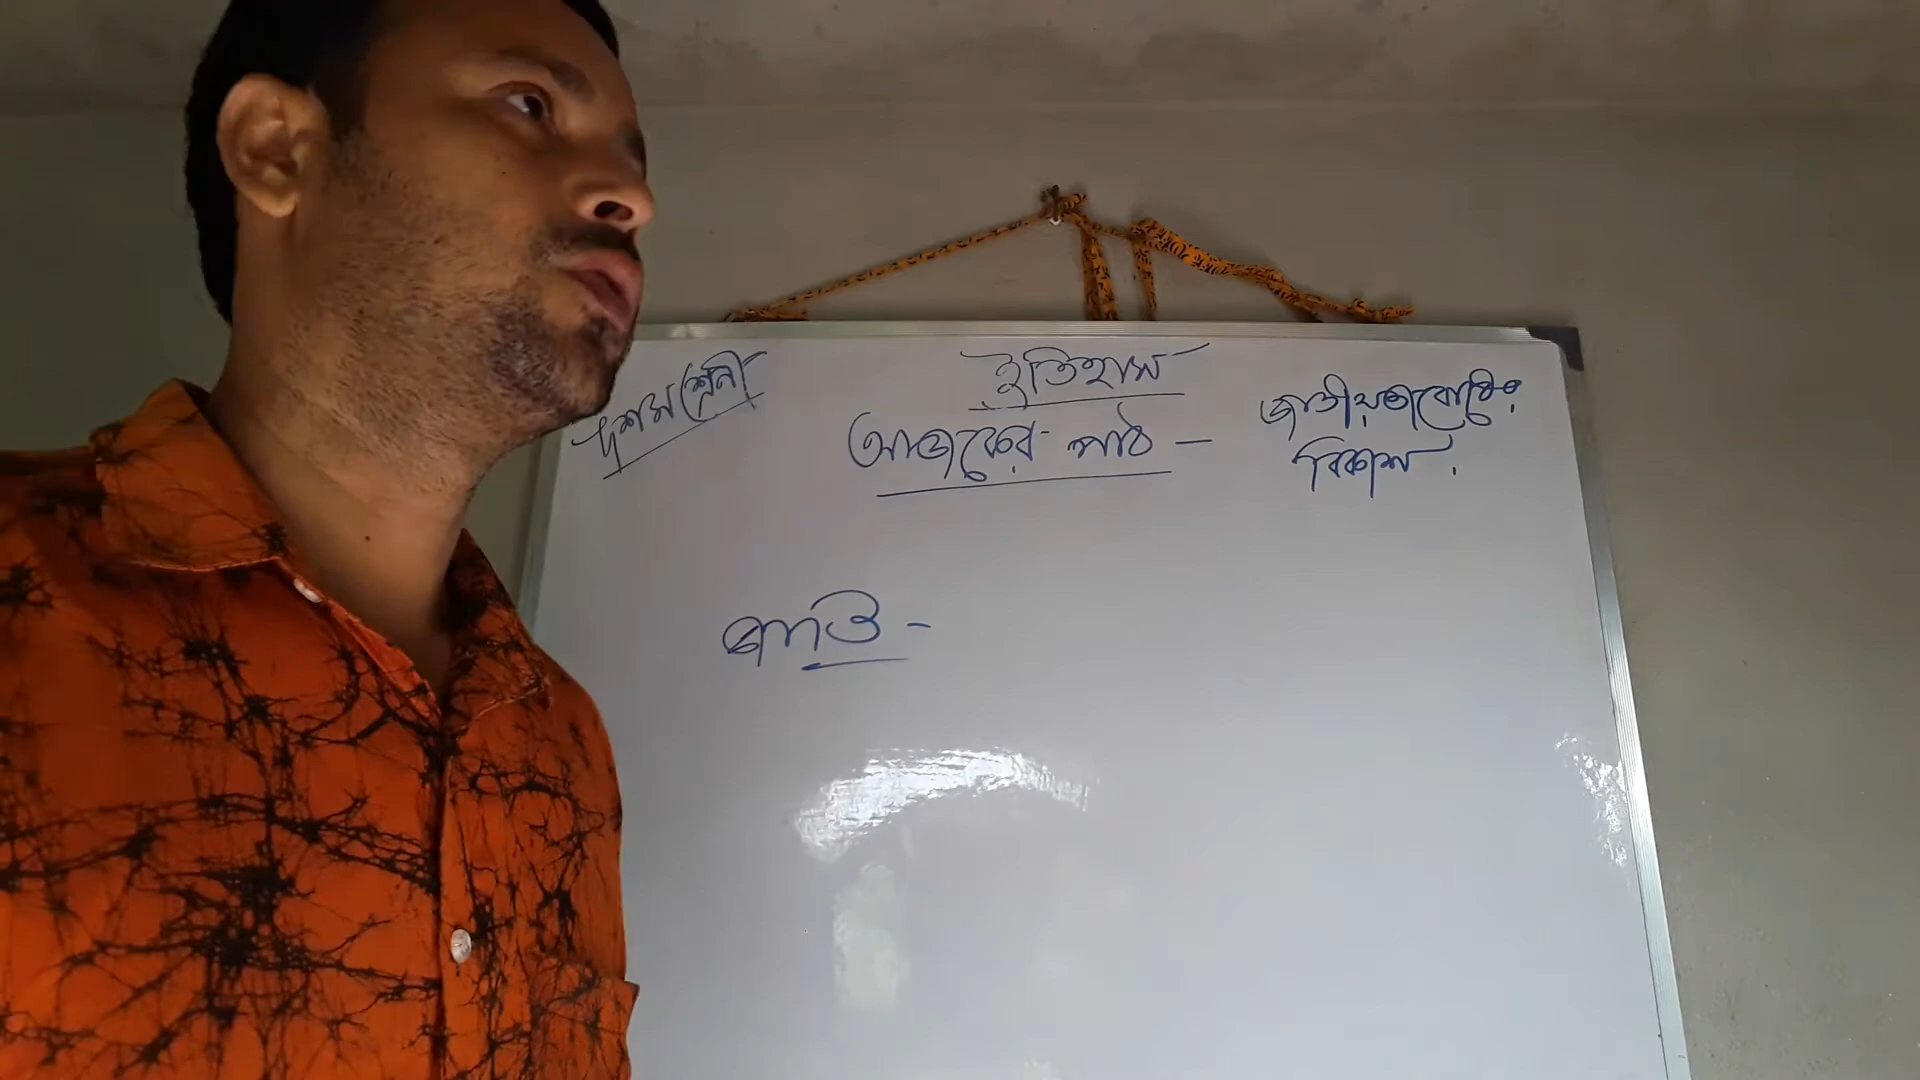 দশম শ্রেনী
ইতিহাস
আজকের পাঠ - জাতীয়তাবোধের
বিকাশ.
জাতি -